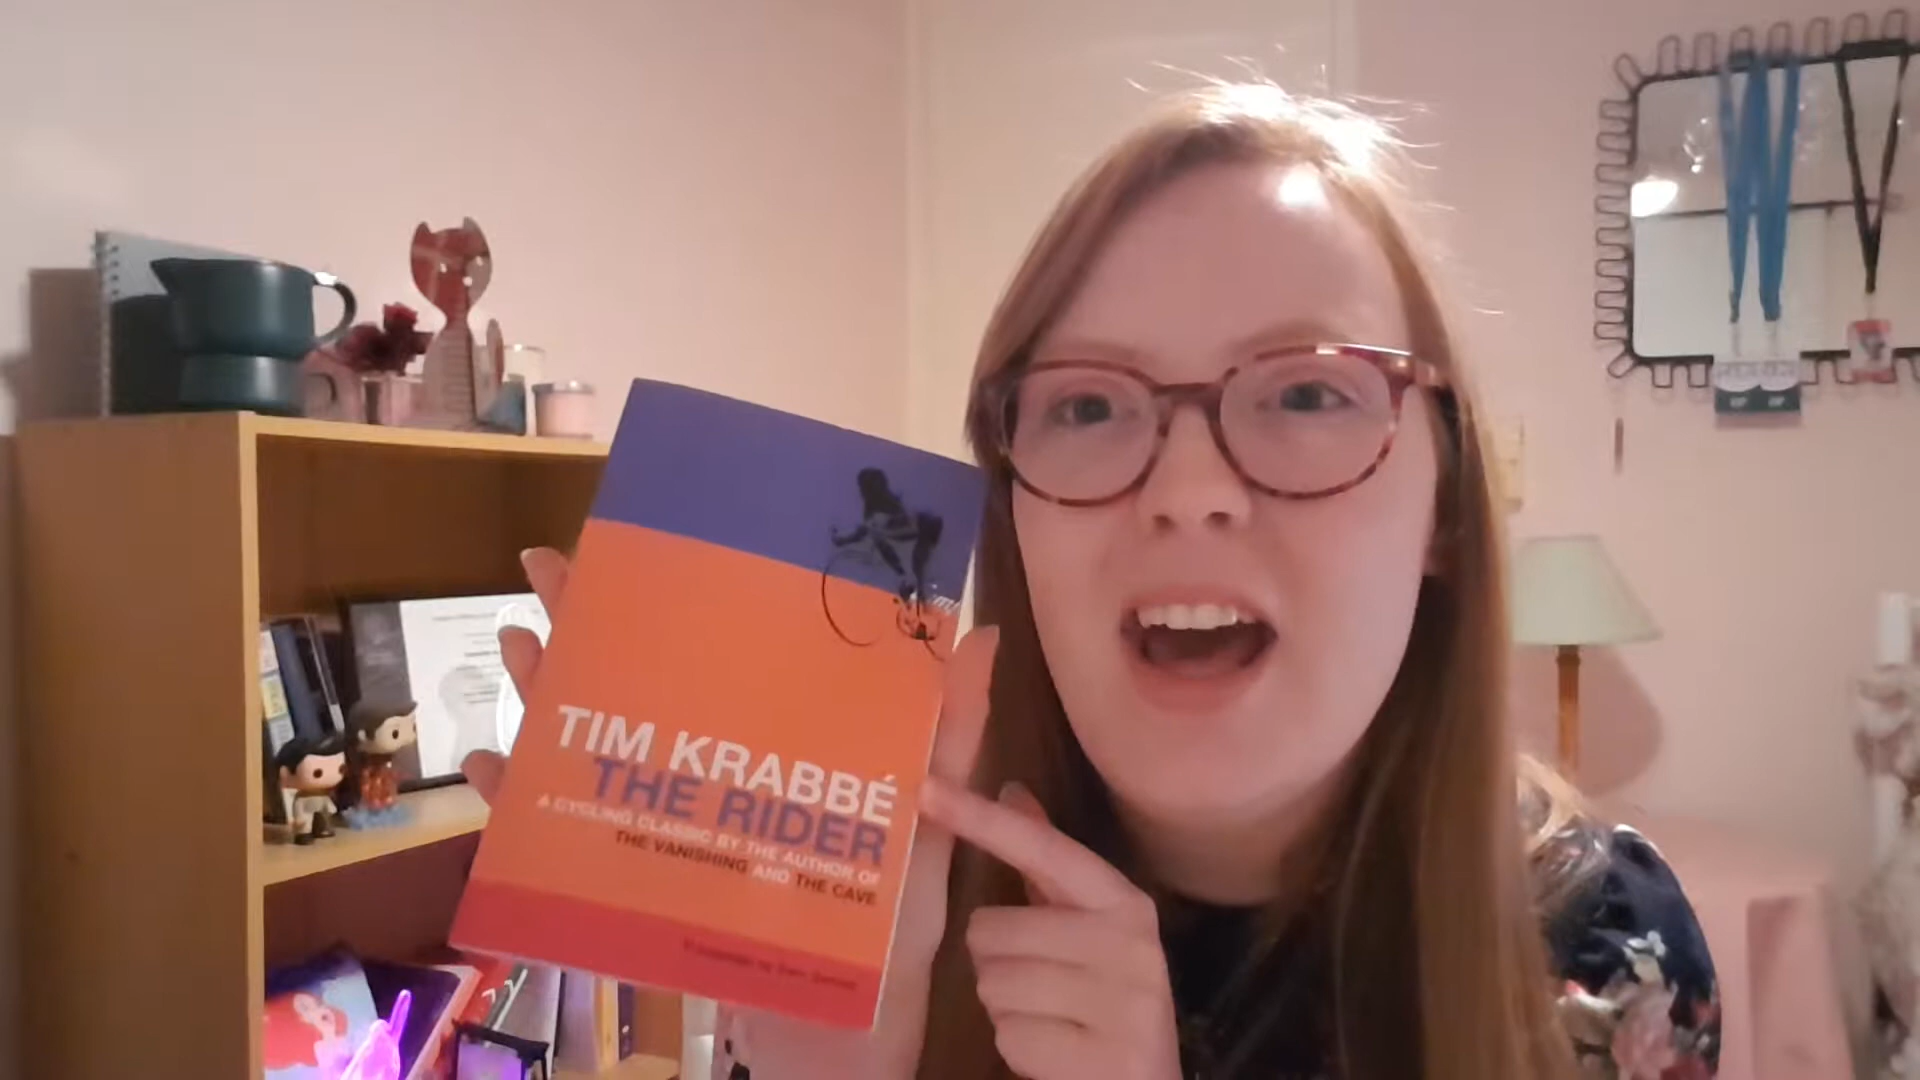 TIM KRABBÉ
THE RIDER
A CYCLING CLASSIC BY THE AUTHOR OF
THE VANISHING AND THE CAVE